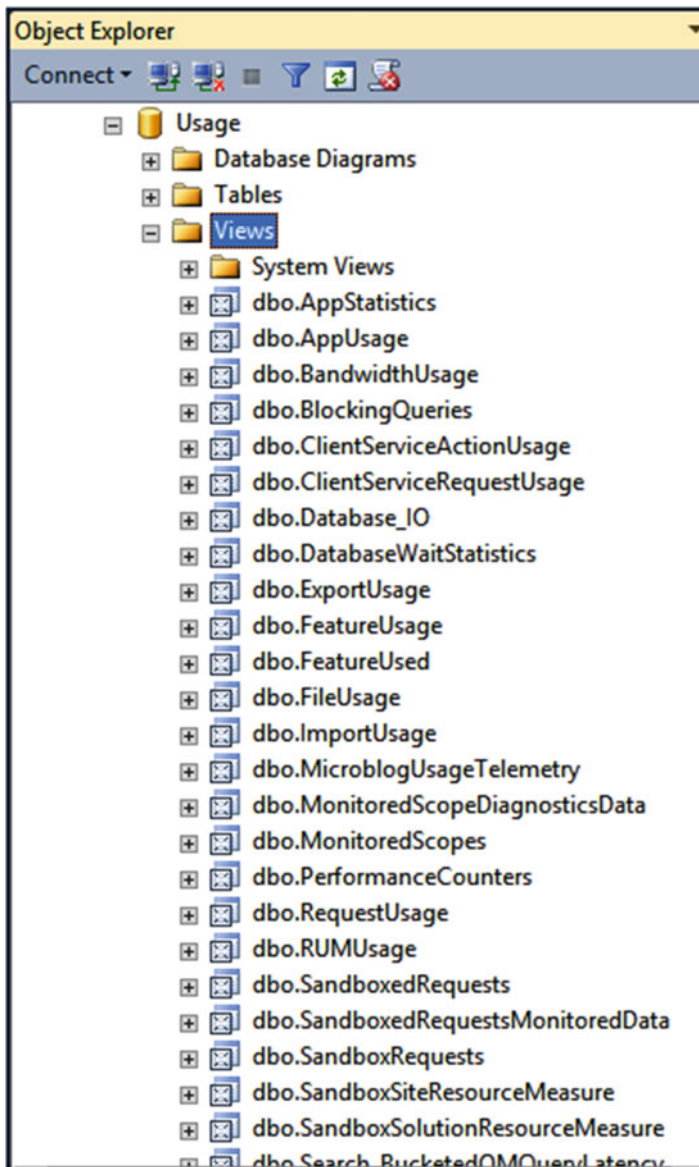 Object Explorer
Connect
Usage
Database Diagrams
Tables
Views
System Views
dbo.AppStatistics
dbo.AppUsage
dbo.BandwidthUsage
dbo.BlockingQueries
dbo.ClientServiceActionUsage
dbo.ClientServiceRequestUsage
dbo.Database_IO
dbo.DatabaseWaitStatistics
dbo.ExportUsage
dbo.FeatureUsage
dbo.FeatureUsed
dbo.FileUsage
dbo.ImportUsage
dbo.MicroblogUsageTelemetry
dbo.MonitoredScopeDiagnosticsData
dbo.MonitoredScopes
dbo.PerformanceCounters
dbo.RequestUsage
dbo.RUMUsage
dbo.SandboxedRequests
dbo.SandboxedRequestsMonitoredData
dbo.SandboxRequests
dbo.SandboxSiteResourceMeasure
dbo.SandboxSolutionResourceMeasure
dbo.Search_BucketedQMQueryLatency